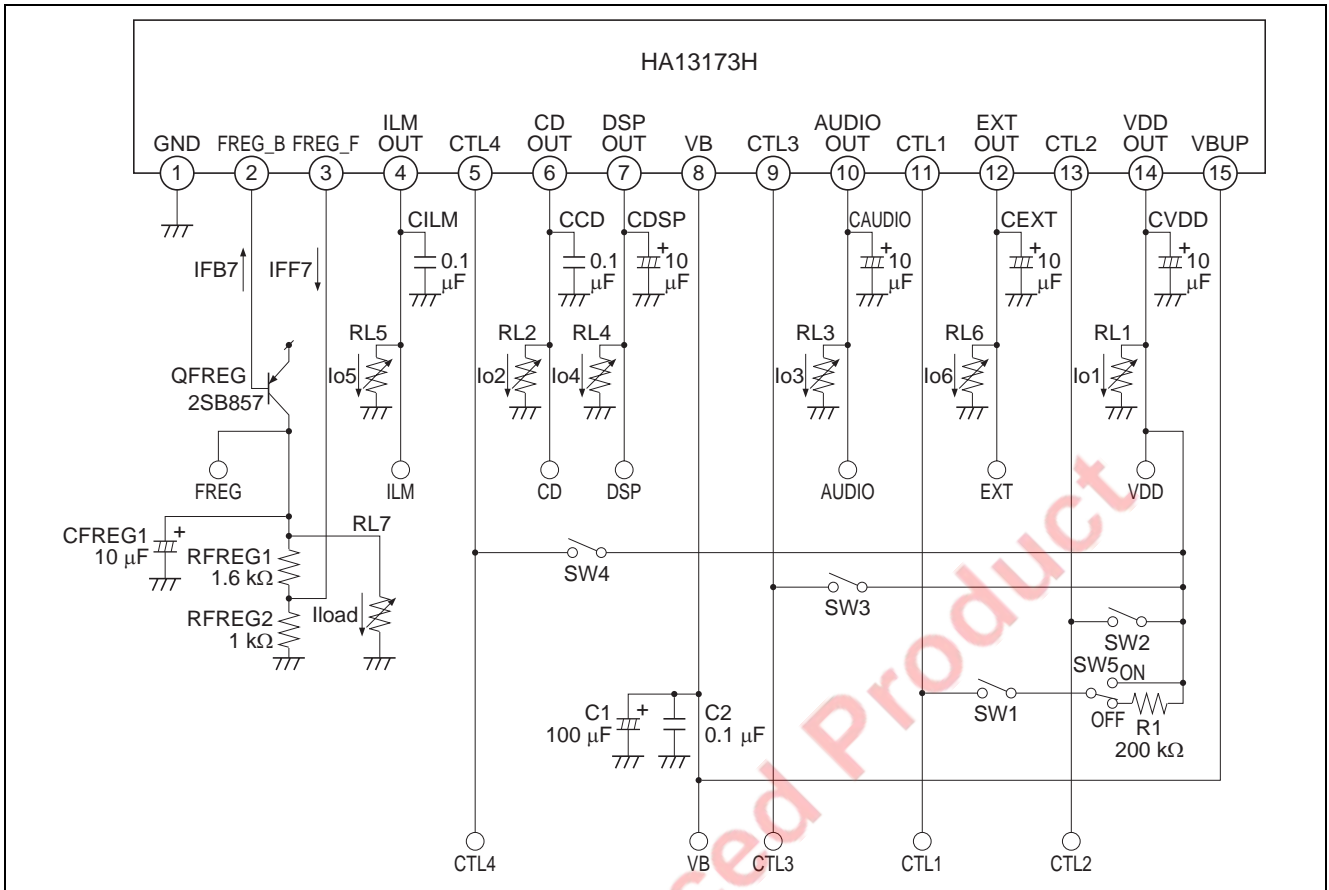 HA13173H
GND FREG_B FREG_F ILM OUT CTL4 CD OUT DSP OUT VB CTL3 AUDIO OUT CTL1 EXT OUT CTL2 VDD OUT VBUP
1 2 3 4 5 6 7 8 9 10 11 12 13 14 15
CILM CCD CDSP CAUDIO CEXT CVDD
0.1 μF 0.1 μF + 10 μF + 10 μF + 10 μF + 10 μF
IFB7 IFF7
RL5 RL2 RL4 RL3 RL6 RL1
Io5 Io2 Io4 Io3 Io6 Io1
QFREG
2SB857
FREG ILM CD DSP AUDIO EXT VDD
CFREG1 +
10 μF
RL7
RFREG1
1.6 kΩ
RFREG2
1 kΩ
Iload
SW4
SW3
SW2
SW5 ON
OFF
SW1
R1
200 kΩ
C1 +
100 μF
C2
0.1 μF
CTL4 VB CTL3 CTL1 CTL2
ced Product